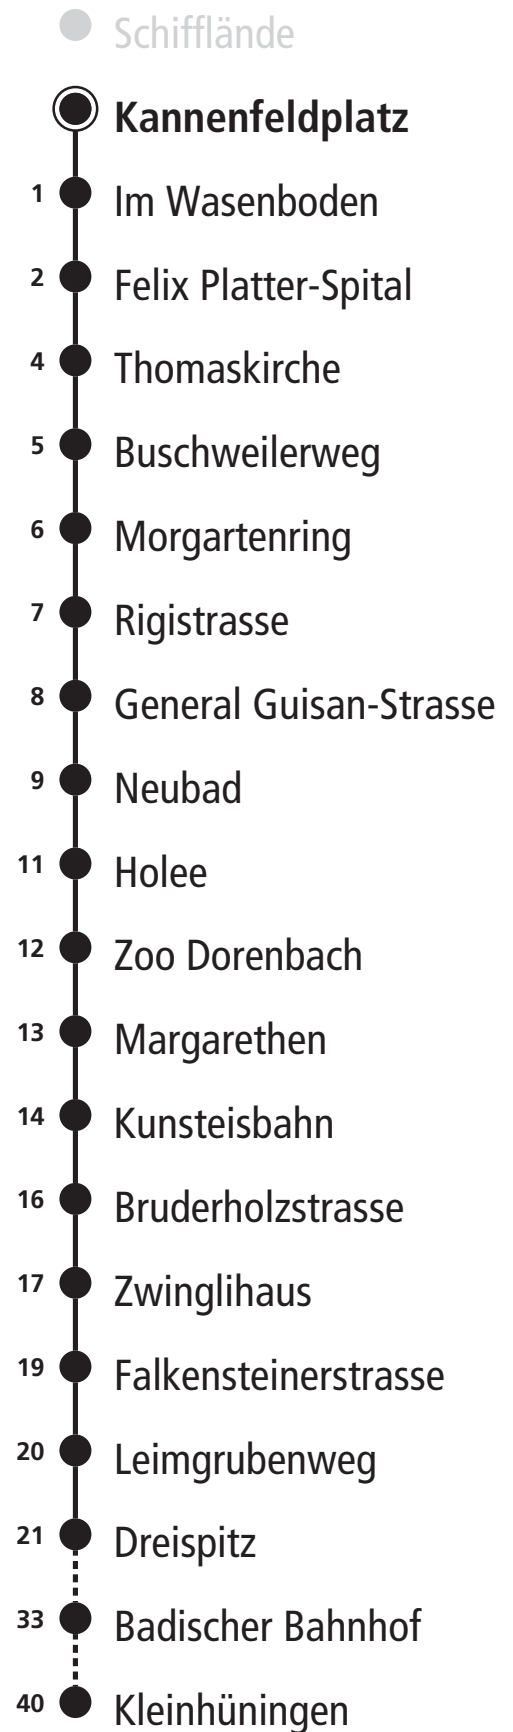 Schifflände
Kannenfeldplatz
1 Im Wasenboden
2 Felix Platter-Spital
4 Thomaskirche
5 Buschweilerweg
6 Morgartenring
7 Rigistrasse
8 General Guisan-Strasse
9 Neubad
11 Holee
12 Zoo Dorenbach
13 Margarethen
14 Kunsteisbahn
16 Bruderholzstrasse
17 Zwinglihaus
19 Falkensteinerstrasse
20 Leimgrubenweg
21 Dreispitz
33 Badischer Bahnhof
40 Kleinhüningen